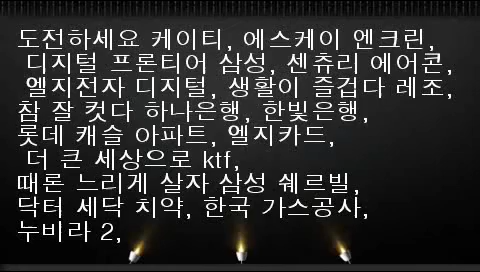 도전하세요 케이티, 에스케이 엔크린,
디지털 프론티어 삼성, 센츄리 에어콘,
엘지전자 디지털, 생활이 즐겁다 레조,
참 잘 컷다 하나은행, 한빛은행,
롯데 캐슬 아파트, 엘지카드,
더 큰 세상으로 ktf,
때론 느리게 살자 삼성 쉐르빌,
닥터 세닥 치약, 한국 가스공사,
누비라 2,